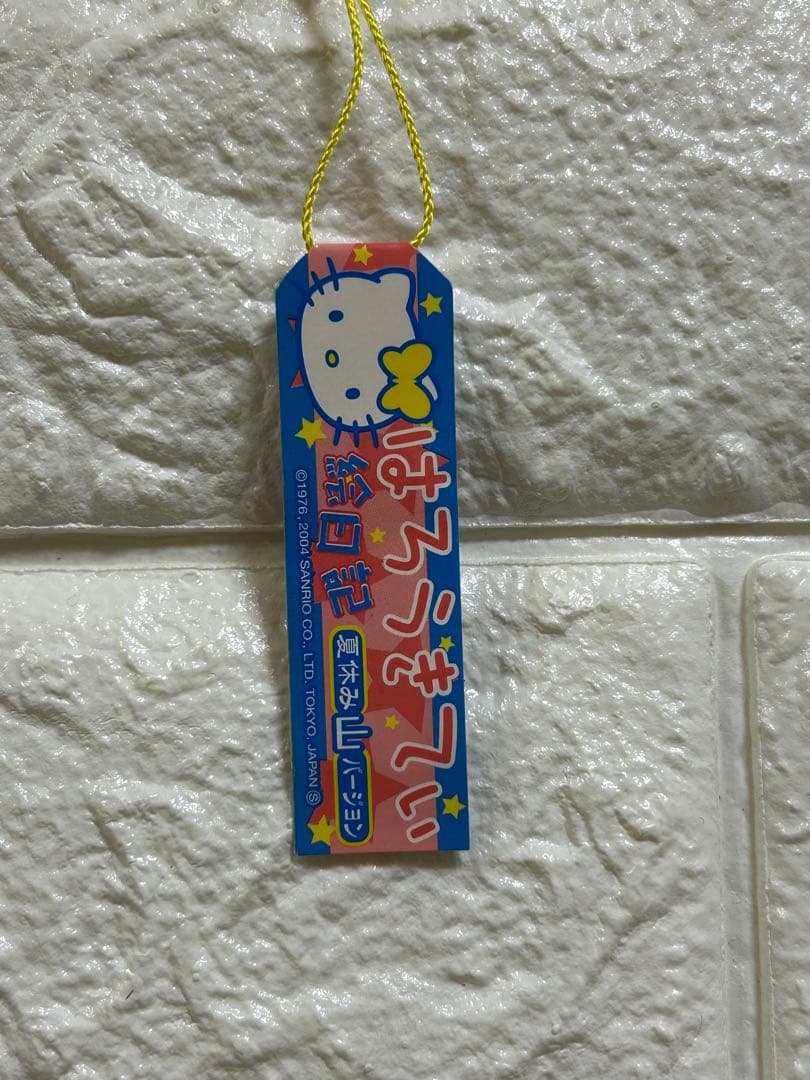 はろうきてい
絵日記
夏休み山バージョン
©1976, 2004 SANRIO CO., LTD. TOKYO, JAPAN Ⓢ